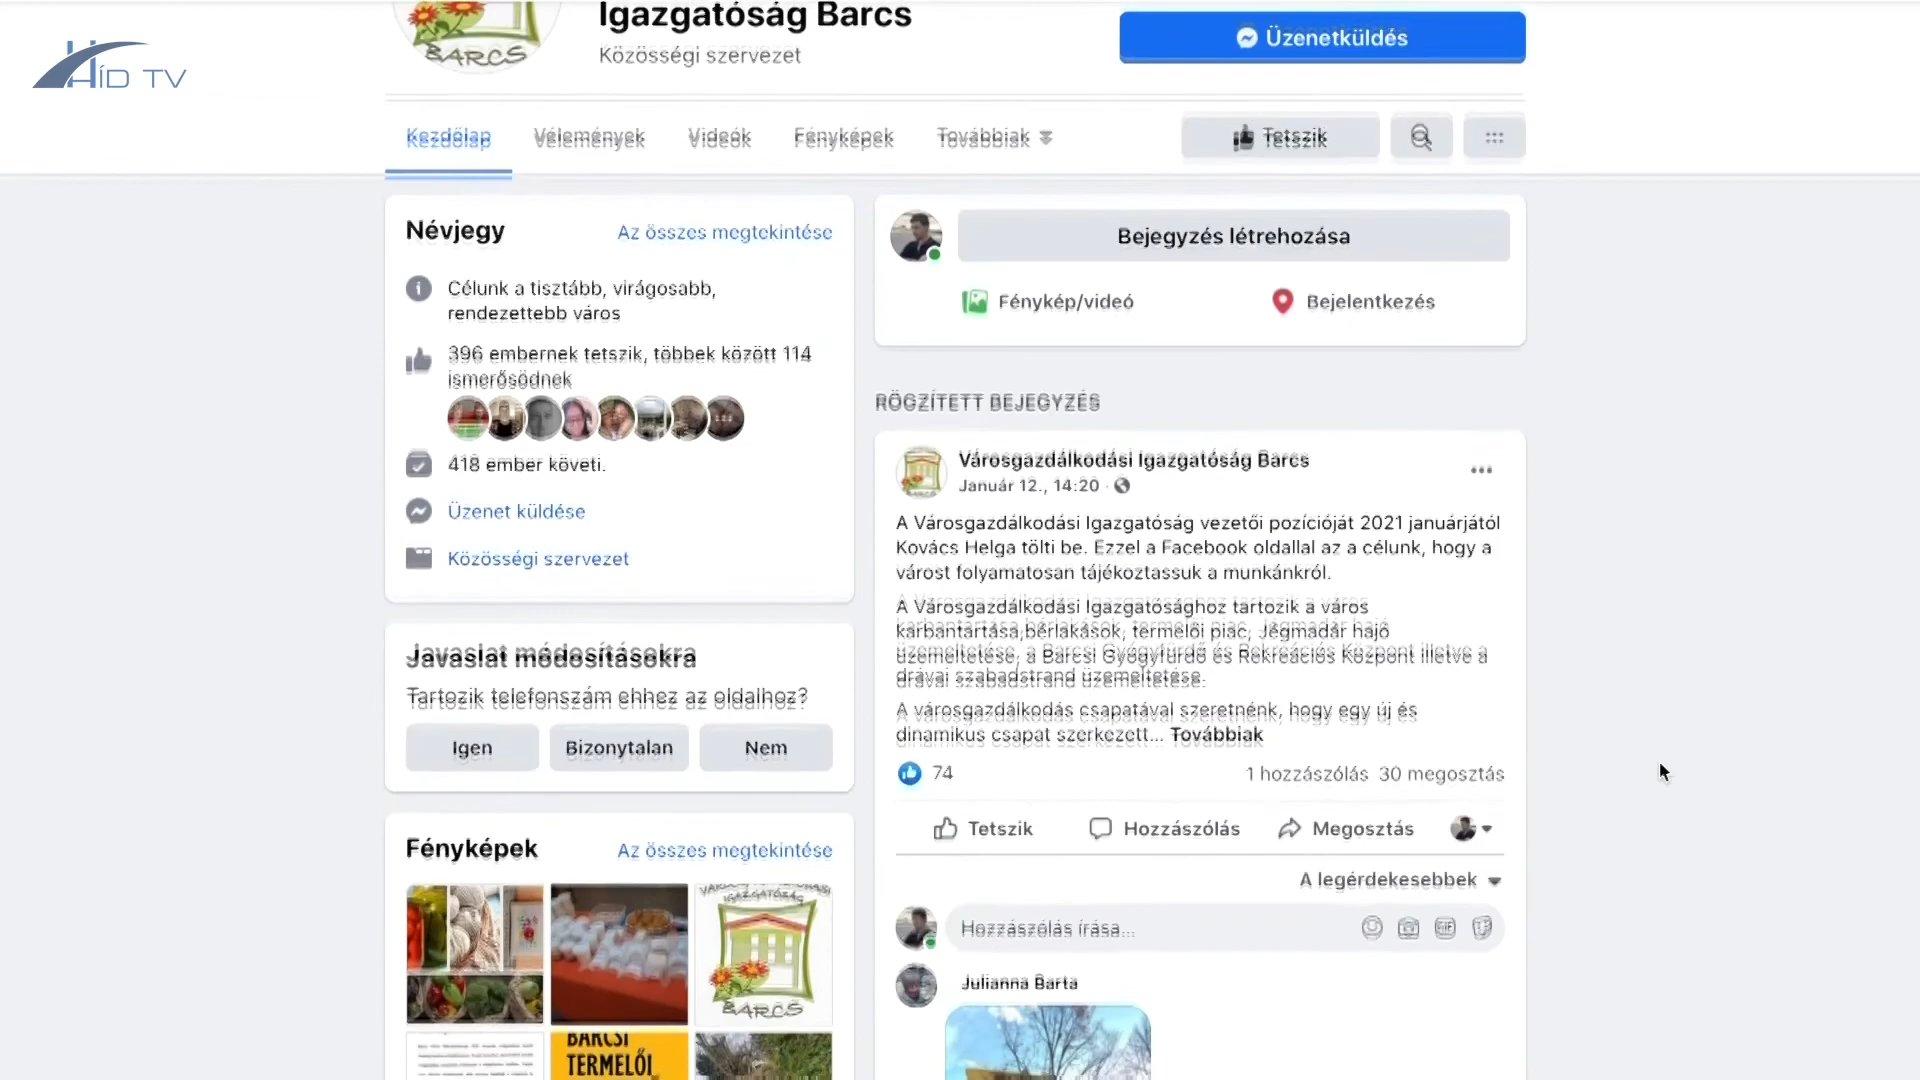 HÍD TV
Igazgatóság Barcs
BARCS
Közösségi szervezet
Üzenetküldés
Kezdőlap
Vélemények
Videók
Fényképek
Továbbiak
Tetszik
Névjegy
Az összes megtekintése
Célunk a tisztább, virágosabb,
rendezettebb város
396 embernek tetszik, többek között 114
ismerősödnek
418 ember követi.
Üzenet küldése
Közösségi szervezet
Javaslat módosításokra
Tartozik telefonszám ehhez az oldalhoz?
Igen
Bizonytalan
Nem
Fényképek
Az összes megtekintése
IGAZGATÓSÁG
BARCS
BARCSI
TERMELŐI
Bejegyzés létrehozása
Fénykép/videó
Bejelentkezés
RÖGZÍTETT BEJEGYZÉS
BARCS
Városgazdálkodási Igazgatóság Barcs
Január 12., 14:20 ·
A Városgazdálkodási Igazgatóság vezetői pozícióját 2021 januárjától
Kovács Helga tölti be. Ezzel a Facebook oldallal az a célunk, hogy a
várost folyamatosan tájékoztassuk a munkánkról.
A Városgazdálkodási Igazgatósághoz tartozik a város
karbantartása,bérlakások, termelői piac, Jégmadár hajó
üzemeltetése, a Barcsi Gyógyfürdő és Rekreációs Központ illetve a
drávai szabadstrand üzemeltetése.
A városgazdálkodás csapatával szeretnénk, hogy egy új és
dinamikus csapat szerkezett... Továbbiak
74
1 hozzászólás 30 megosztás
Tetszik
Hozzászólás
Megosztás
A legérdekesebbek
Hozzászólás írása...
GIF
Julianna Barta